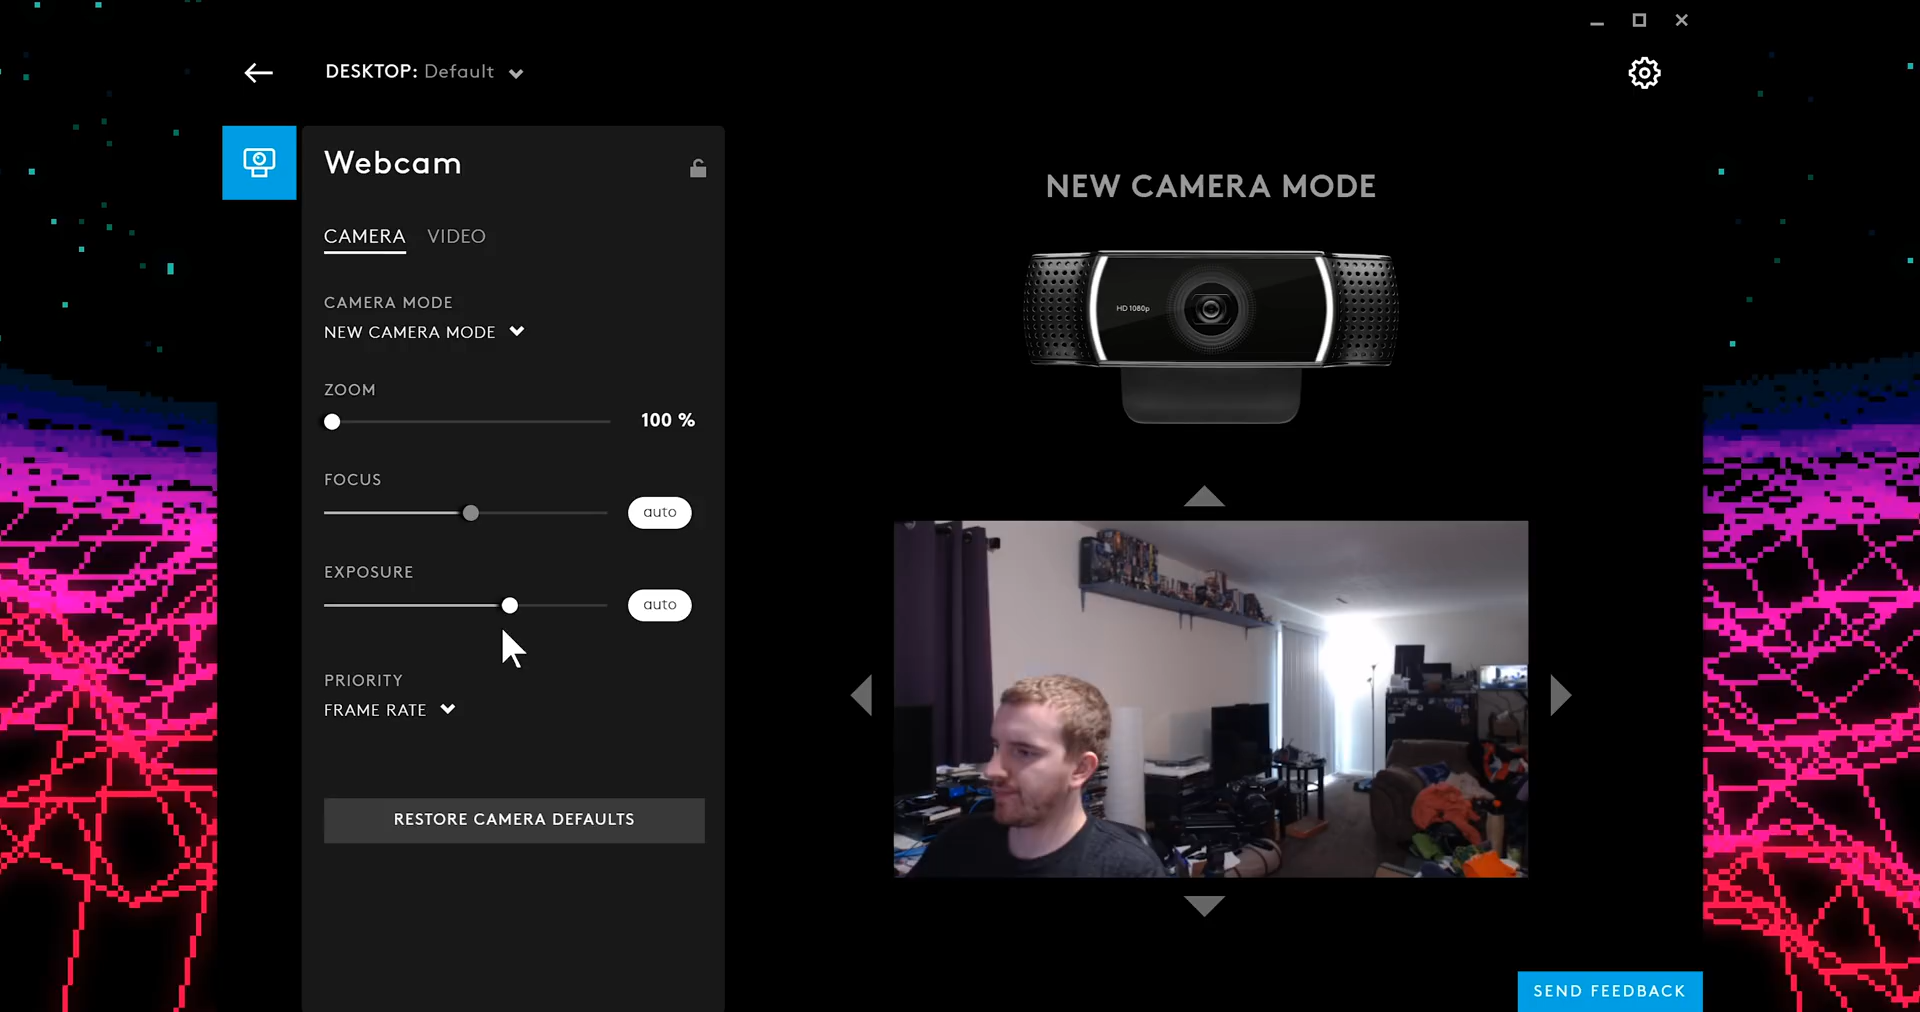 DESKTOP: Default
Webcam
CAMERA VIDEO
CAMERA MODE
NEW CAMERA MODE
ZOOM
100 %
FOCUS
auto
EXPOSURE
auto
PRIORITY
FRAME RATE
RESTORE CAMERA DEFAULTS
NEW CAMERA MODE
HD 1080p
SEND FEEDBACK